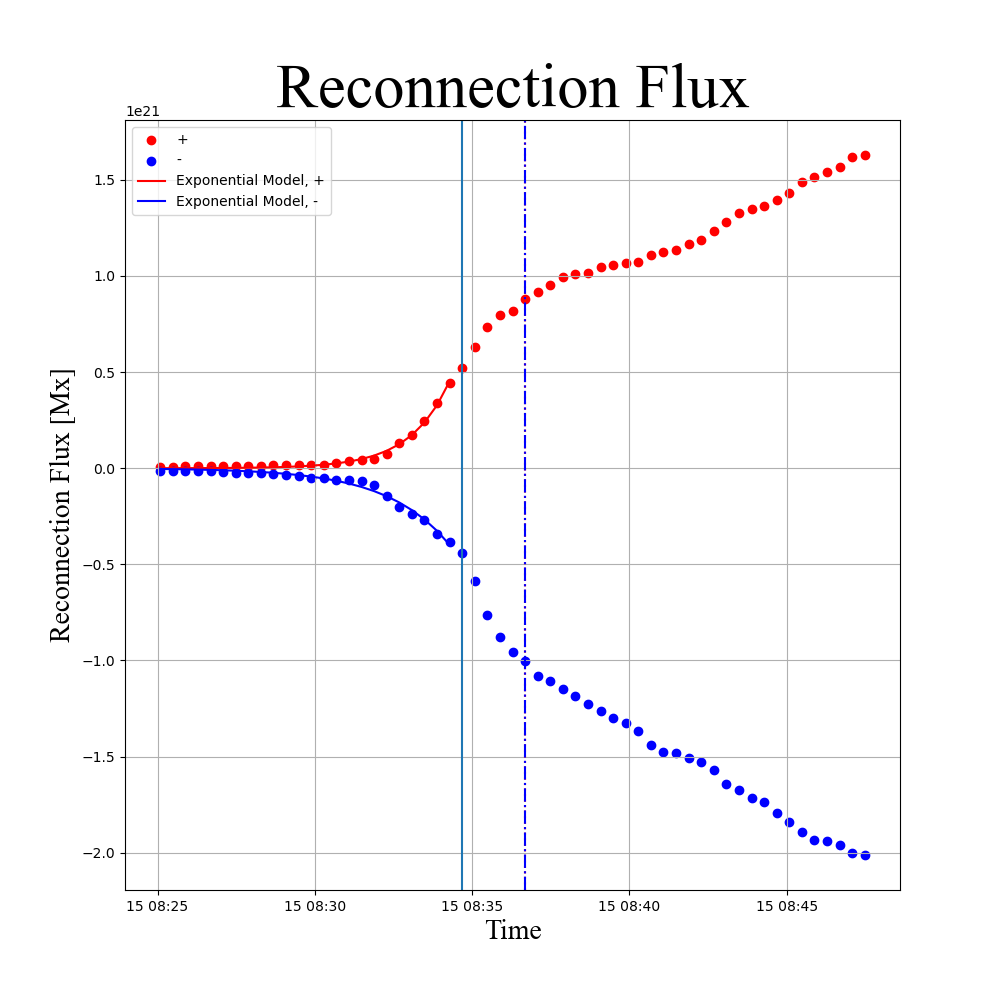 Reconnection Flux
1e21
+
-
Exponential Model, +
Exponential Model, -
1.5
1.0
0.5
0.0
−0.5
−1.0
−1.5
−2.0
Reconnection Flux [Mx]
15 08:25 15 08:30 15 08:35 15 08:40 15 08:45
Time